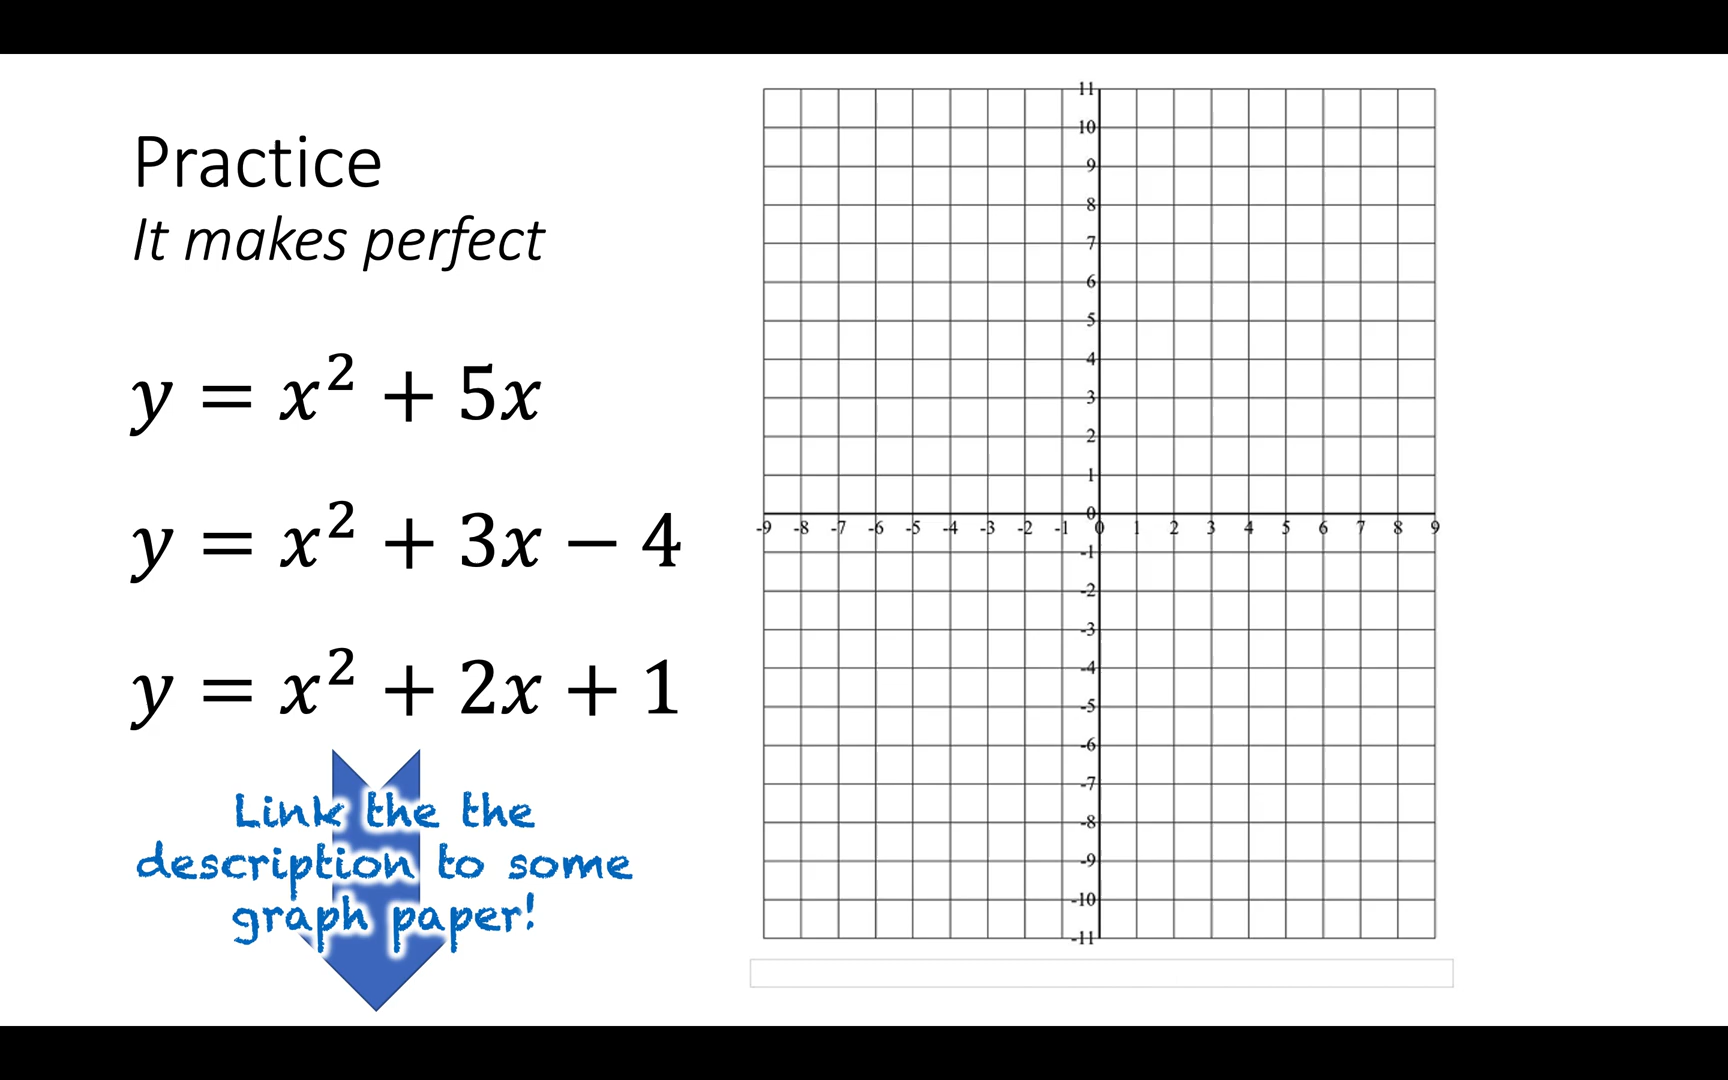 Practice
It makes perfect
y = x² + 5x
y = x² + 3x − 4
y = x² + 2x + 1
Link the the
description to some
graph paper!
11
10
9
8
7
6
5
4
3
2
1
0
-9 -8 -7 -6 -5 -4 -3 -2 -1 0 1 2 3 4 5 6 7 8 9
-1
-2
-3
-4
-5
-6
-7
-8
-9
-10
-11